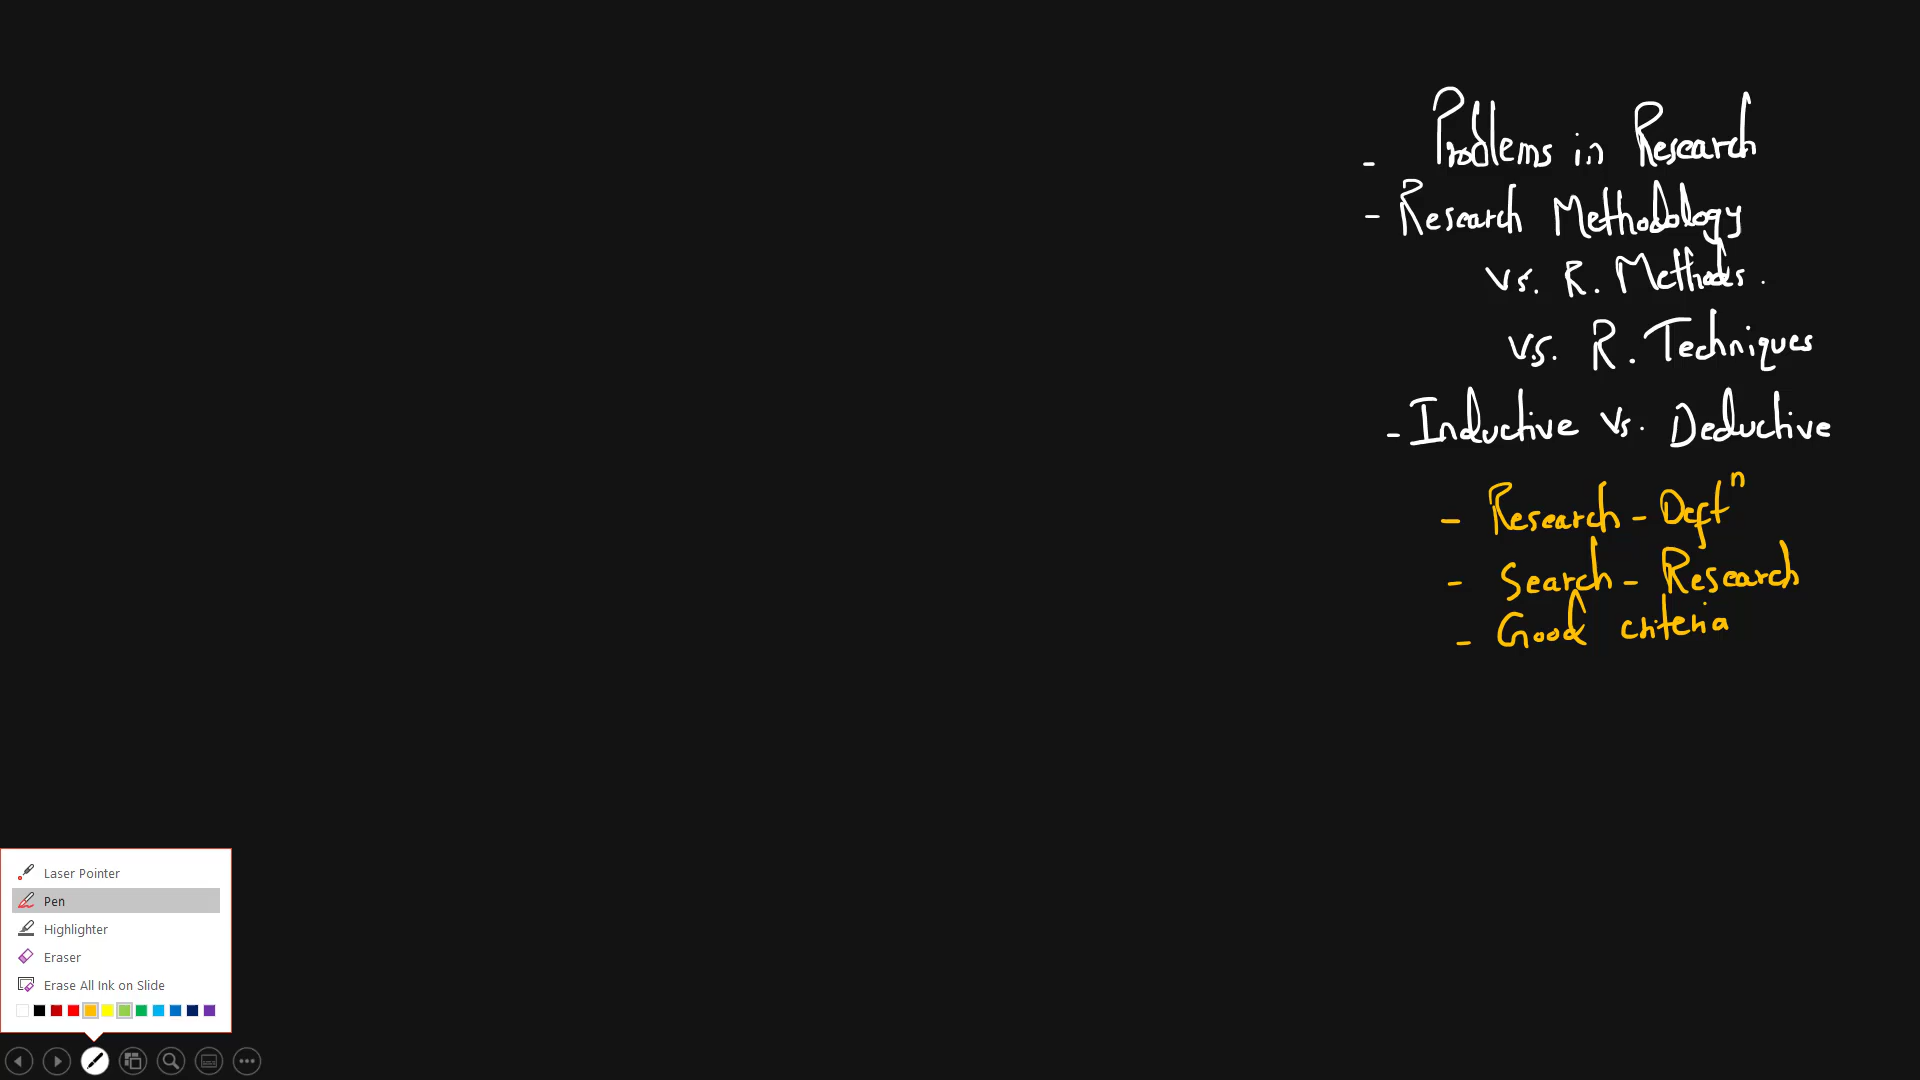 - Problems in Research
- Research Methodology
vs. R. Methods.
vs. R. Techniques
- Inductive vs. Deductive
- Research - Deftⁿ
- Search - Research
- Good criteria
Laser Pointer
Pen
Highlighter
Eraser
Erase All Ink on Slide